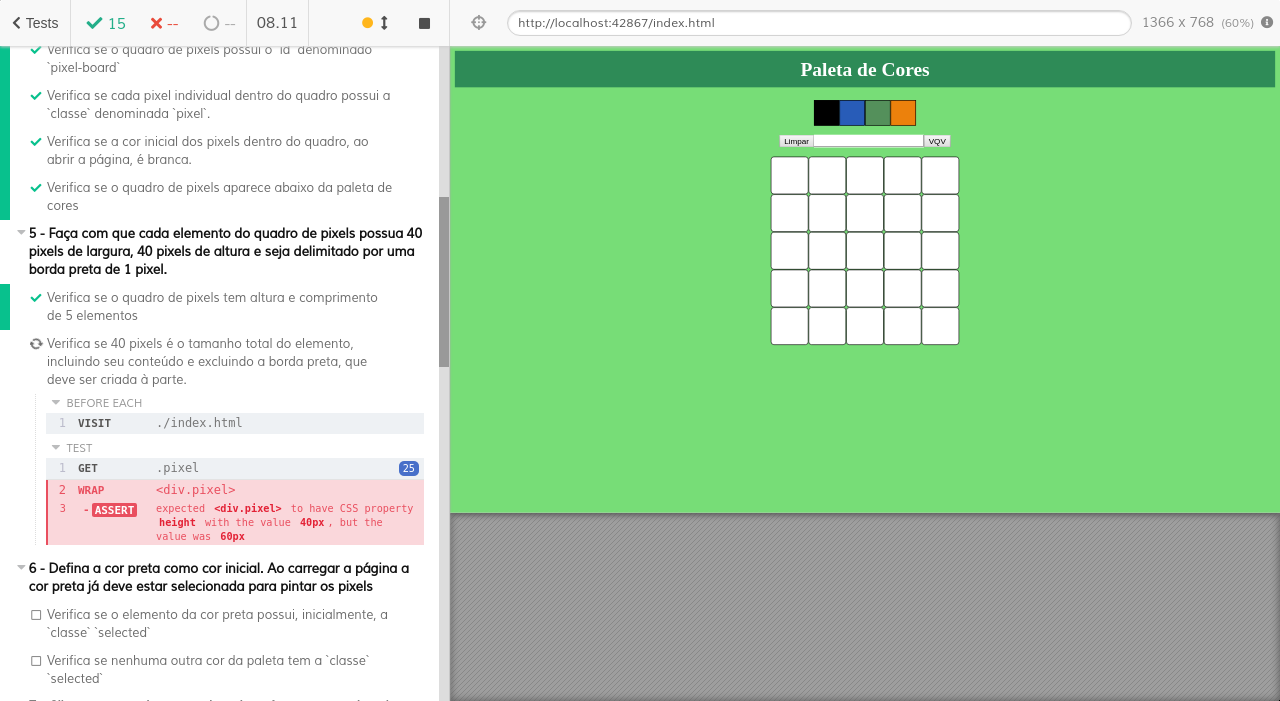 Tests
15
--
--
08.11
http://localhost:42867/index.html
1366 x 768 (60%)
Verifica se o quadro de pixels possui o `id` denominado
`pixel-board`
Verifica se cada pixel individual dentro do quadro possui a
`classe` denominada `pixel`.
Verifica se a cor inicial dos pixels dentro do quadro, ao
abrir a página, é branca.
Verifica se o quadro de pixels aparece abaixo da paleta de
cores
5 - Faça com que cada elemento do quadro de pixels possua 40
pixels de largura, 40 pixels de altura e seja delimitado por uma
borda preta de 1 pixel.
Verifica se o quadro de pixels tem altura e comprimento
de 5 elementos
Verifica se 40 pixels é o tamanho total do elemento,
incluindo seu conteúdo e excluindo a borda preta, que
deve ser criada à parte.
BEFORE EACH
1 VISIT ./index.html
TEST
1 GET .pixel 25
2 WRAP <div.pixel>
3 - ASSERT expected <div.pixel> to have CSS property
height with the value 40px, but the
value was 60px
6 - Defina a cor preta como cor inicial. Ao carregar a página a
cor preta já deve estar selecionada para pintar os pixels
Verifica se o elemento da cor preta possui, inicialmente, a
`classe` `selected`
Verifica se nenhuma outra cor da paleta tem a `classe`
`selected`
Paleta de Cores
Limpar
VQV